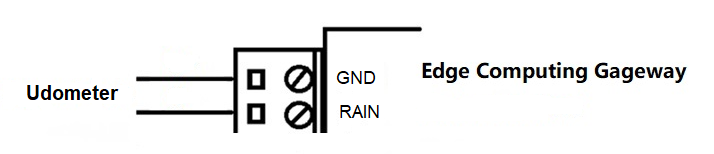 GND
Edge Computing Gageway
Udometer
RAIN